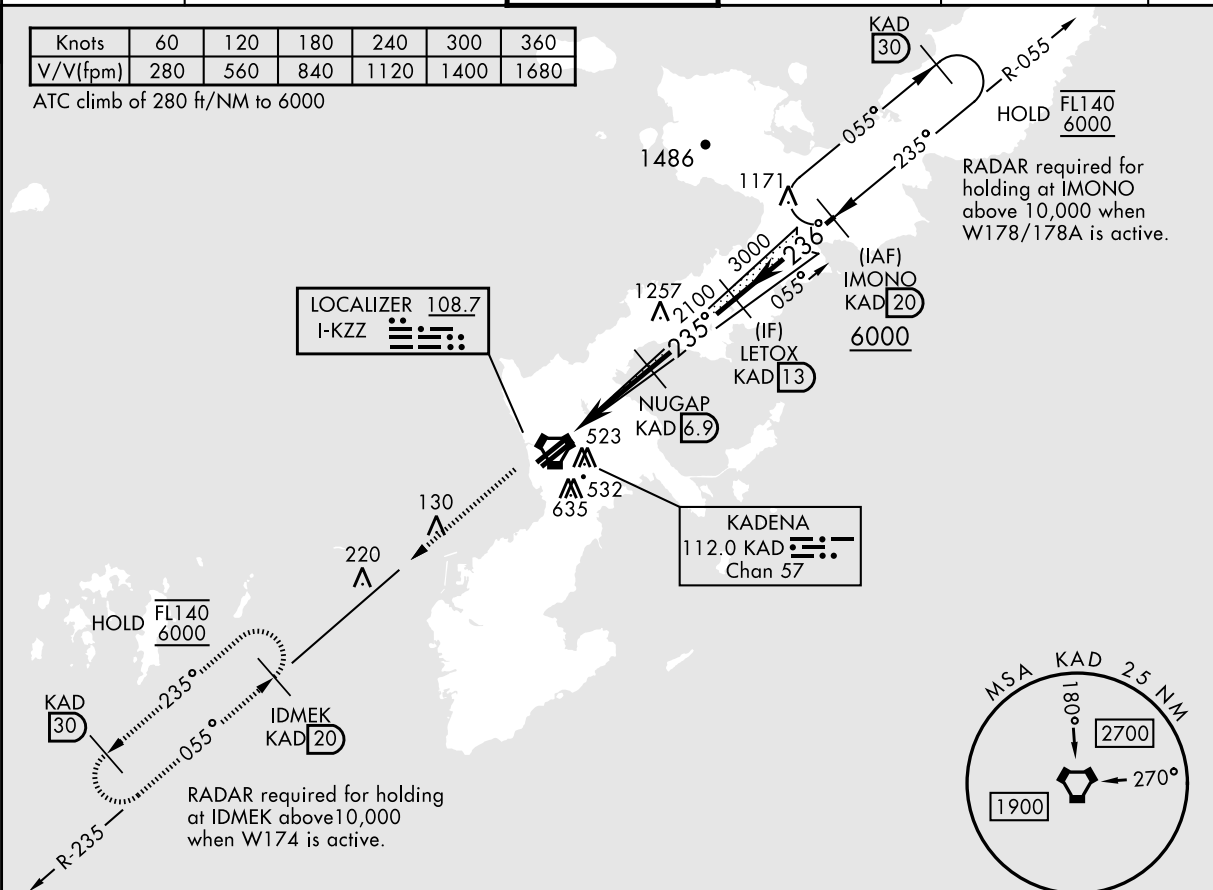 Knots 60 120 180 240 300 360
V/V(fpm) 280 560 840 1120 1400 1680
ATC climb of 280 ft/NM to 6000
KAD
30
R-055
055°
235°
HOLD FL140
6000
RADAR required for
holding at IMONO
above 10,000 when
W178/178A is active.
1486
1171
236°
3000
055°
(IAF)
IMONO
KAD 20
6000
1257
2100
235°
(IF)
LETOX
KAD 13
LOCALIZER 108.7
I-KZZ
NUGAP
KAD 6.9
523
532
635
KADENA
112.0 KAD
Chan 57
130
220
HOLD FL140
6000
235°
055°
KAD
30
IDMEK
KAD 20
RADAR required for holding
at IDMEK above10,000
when W174 is active.
R-235
MSA KAD 25 NM
180°
2700
270°
1900